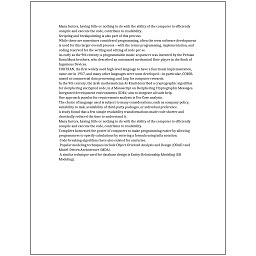 Many factors, having little or nothing to do with the ability of the computer to efficiently
compile and execute the code, contribute to readability.
Scripting and breakpointing is also part of this process.
While these are sometimes considered programming, often the term software development
is used for this larger overall process – with the terms programming, implementation, and
coding reserved for the writing and editing of code per se.
As early as the 9th century, a programmable music sequencer was invented by the Persian
Banu Musa brothers, who described an automated mechanical flute player in the Book of
Ingenious Devices.
FORTRAN, the first widely used high-level language to have a functional implementation,
came out in 1957, and many other languages were soon developed—in particular, COBOL
aimed at commercial data processing, and Lisp for computer research.
In the 9th century, the Arab mathematician Al-Kindi described a cryptographic algorithm
for deciphering encrypted code, in A Manuscript on Deciphering Cryptographic Messages.
Integrated development environments (IDEs) aim to integrate all such help.
One approach popular for requirements analysis is Use Case analysis.
The choice of language used is subject to many considerations, such as company policy,
suitability to task, availability of third-party packages, or individual preference.
A study found that a few simple readability transformations made code shorter and
drastically reduced the time to understand it.
Many factors, having little or nothing to do with the ability of the computer to efficiently
compile and execute the code, contribute to readability.
Compilers harnessed the power of computers to make programming easier by allowing
programmers to specify calculations by entering a formula using infix notation.
Code-breaking algorithms have also existed for centuries.
Popular modeling techniques include Object-Oriented Analysis and Design (OOAD) and
Model-Driven Architecture (MDA).
A similar technique used for database design is Entity-Relationship Modeling (ER
Modeling).